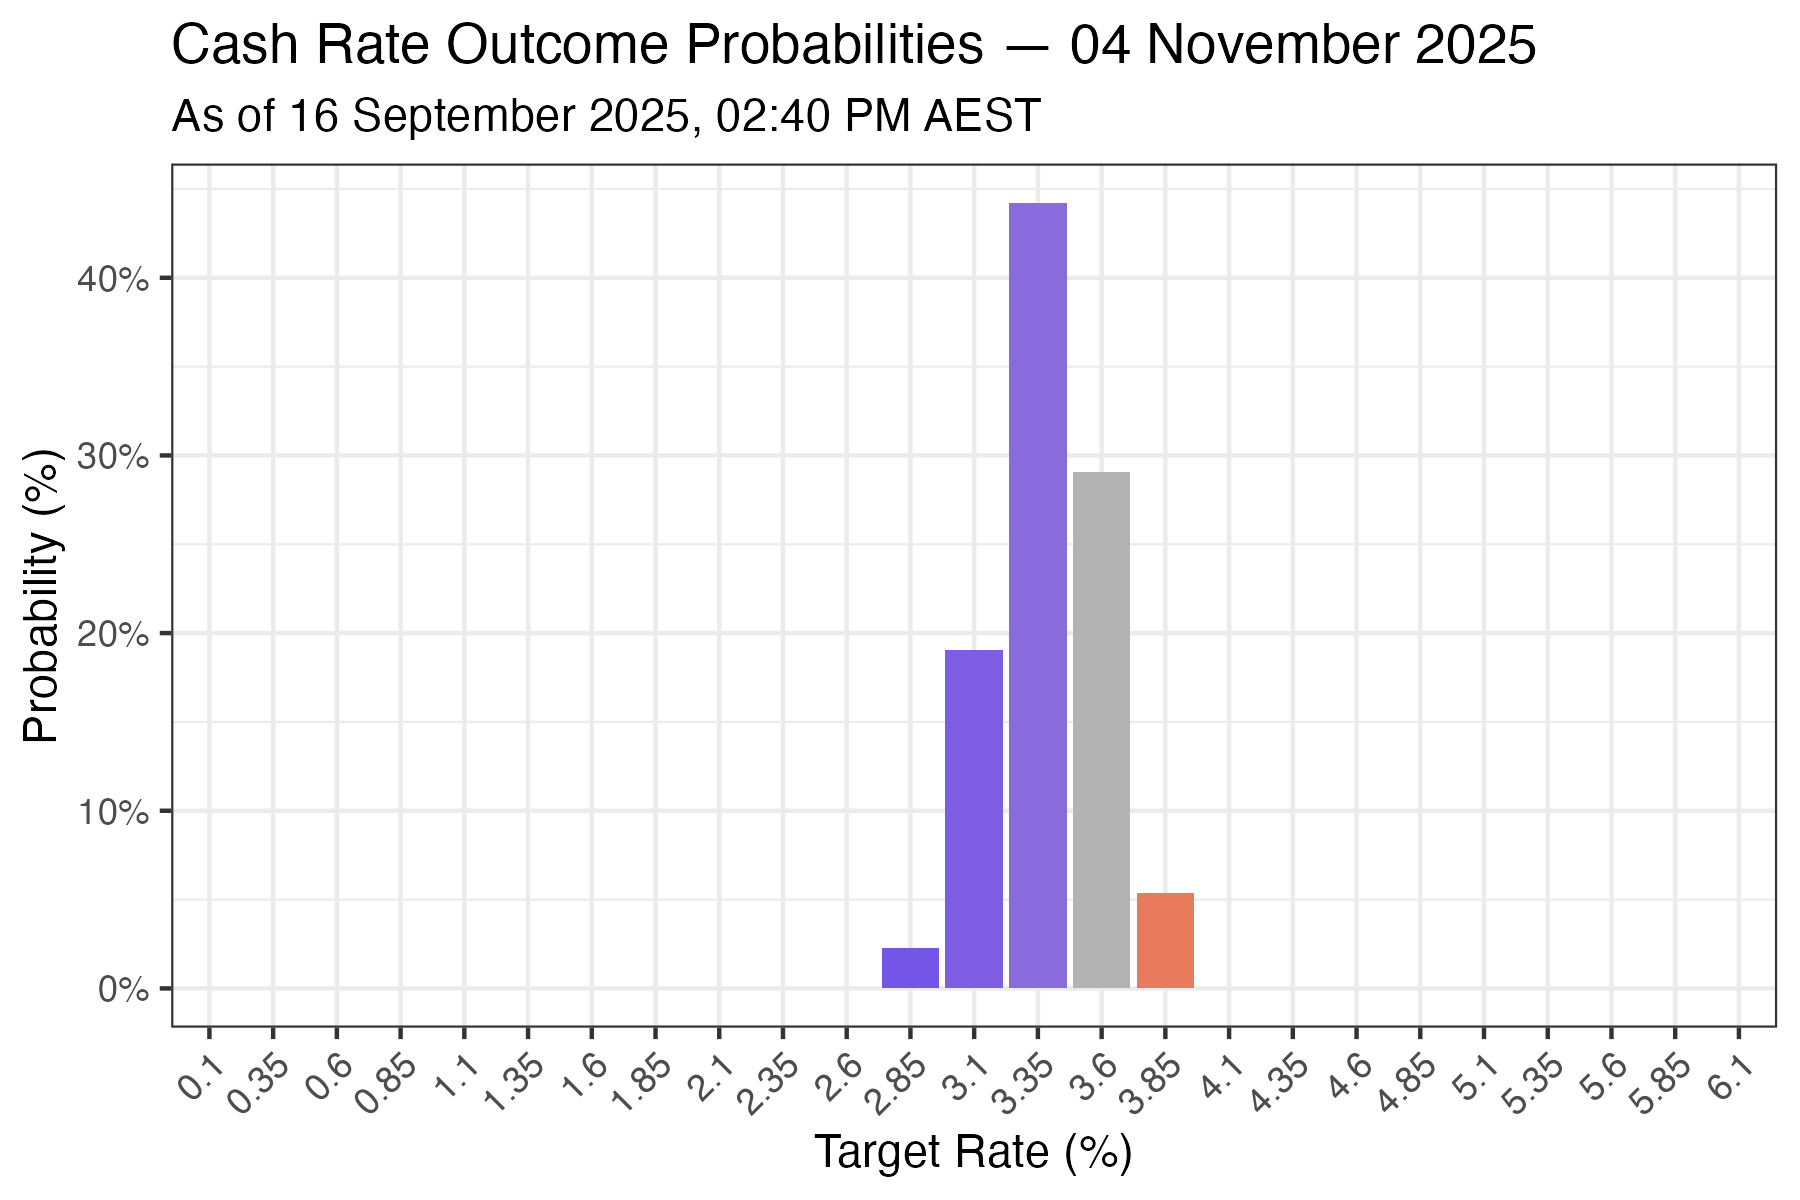 Cash Rate Outcome Probabilities — 04 November 2025
As of 16 September 2025, 02:40 PM AEST
Probability (%)
40%
30%
20%
10%
0%
0.1 0.35 0.6 0.85 1.1 1.35 1.6 1.85 2.1 2.35 2.6 2.85 3.1 3.35 3.6 3.85 4.1 4.35 4.6 4.85 5.1 5.35 5.6 5.85 6.1
Target Rate (%)